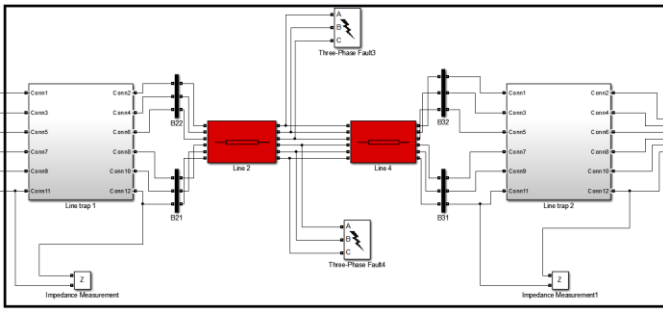 A
B
C
Three-Phase Fault3
Conn1 Conn2
Conn3 Conn4
Conn5 Conn6
Conn7 Conn8
Conn9 Conn10
Conn11 Conn12
Line trap 1
B22
B21
Line 2
Line 4
B32
B31
Conn1 Conn2
Conn3 Conn4
Conn5 Conn6
Conn7 Conn8
Conn9 Conn10
Conn11 Conn12
Line trap 2
A
B
C
Three-Phase Fault4
Z
Impedance Measurement
Z
Impedance Measurement1